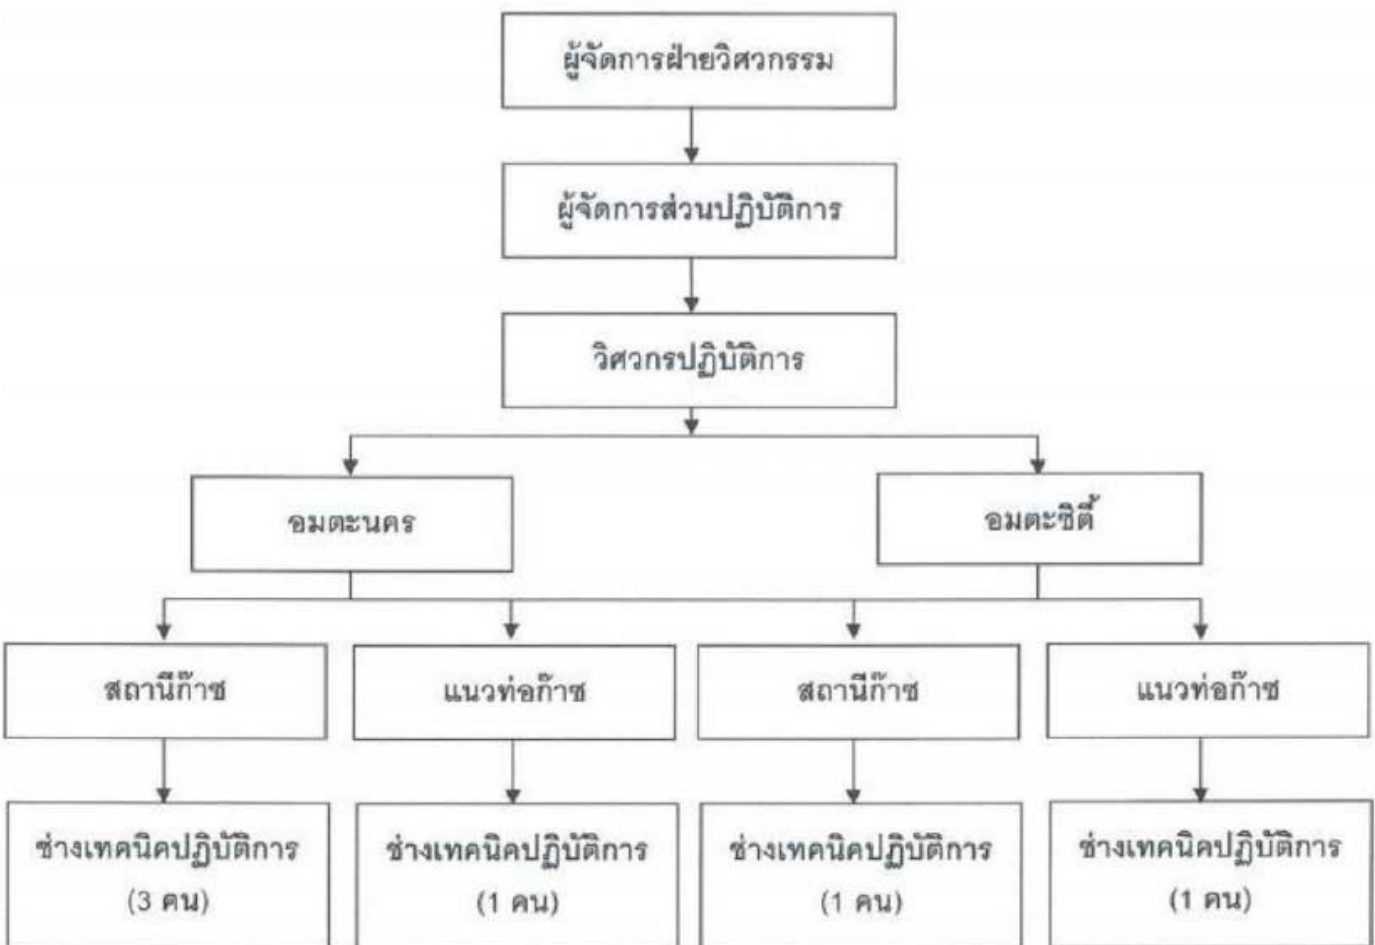 ผู้จัดการฝ่ายวิศวกรรม
ผู้จัดการส่วนปฏิบัติการ
วิศวกรปฏิบัติการ
อมตะนคร
อมตะซิตี้
สถานีก๊าซ
แนวท่อก๊าซ
สถานีก๊าซ
แนวท่อก๊าซ
ช่างเทคนิคปฏิบัติการ
(3 คน)
ช่างเทคนิคปฏิบัติการ
(1 คน)
ช่างเทคนิคปฏิบัติการ
(1 คน)
ช่างเทคนิคปฏิบัติการ
(1 คน)